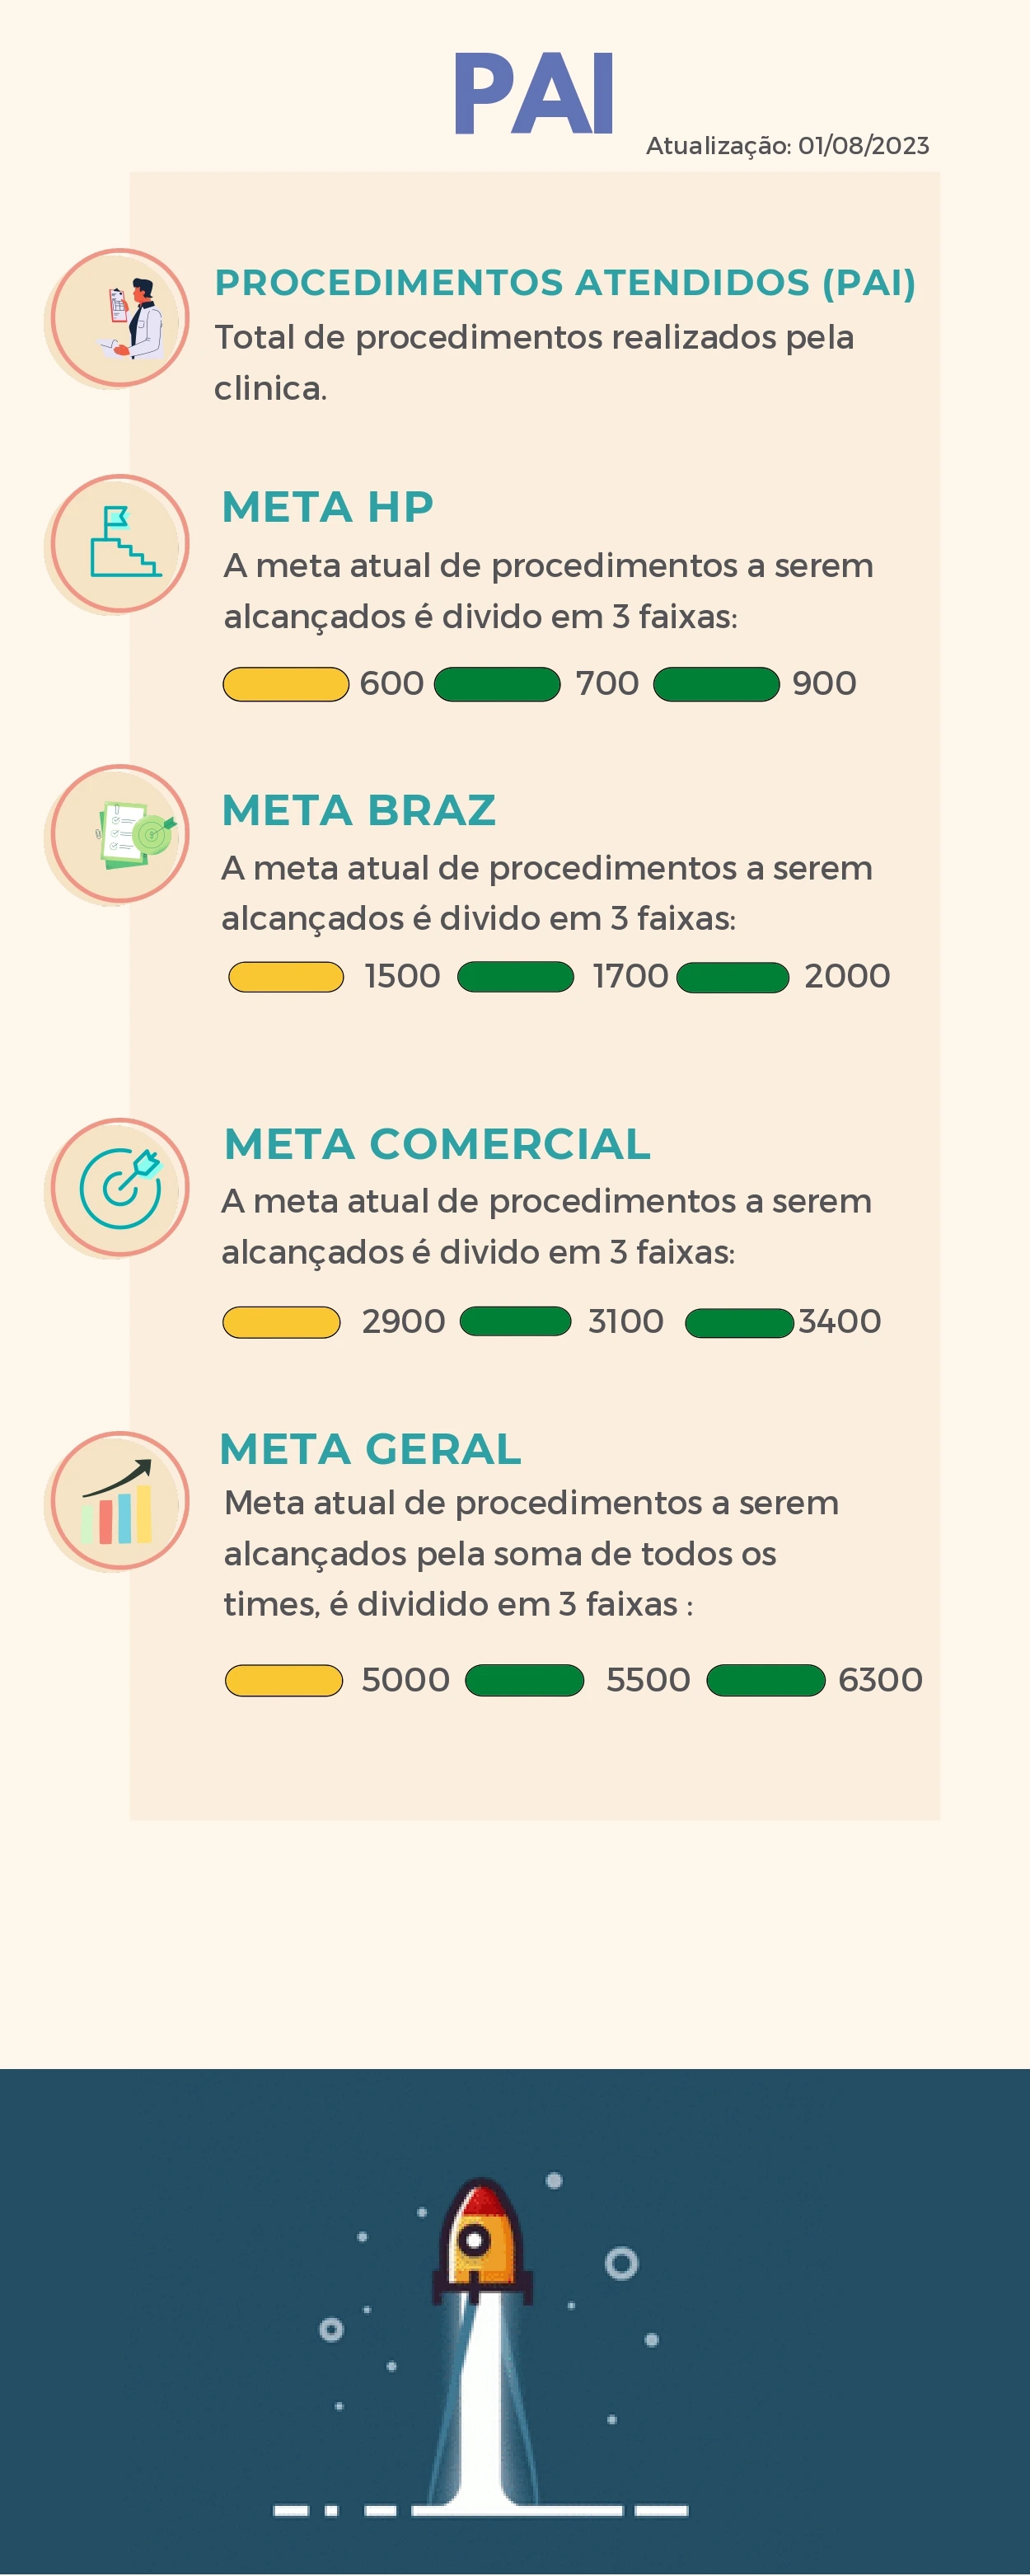 PAI
Atualização: 01/08/2023
PROCEDIMENTOS ATENDIDOS (PAI)
Total de procedimentos realizados pela
clinica.
META HP
A meta atual de procedimentos a serem
alcançados é divido em 3 faixas:
600 700 900
META BRAZ
A meta atual de procedimentos a serem
alcançados é divido em 3 faixas:
1500 1700 2000
META COMERCIAL
A meta atual de procedimentos a serem
alcançados é divido em 3 faixas:
2900 3100 3400
META GERAL
Meta atual de procedimentos a serem
alcançados pela soma de todos os
times, é dividido em 3 faixas :
5000 5500 6300